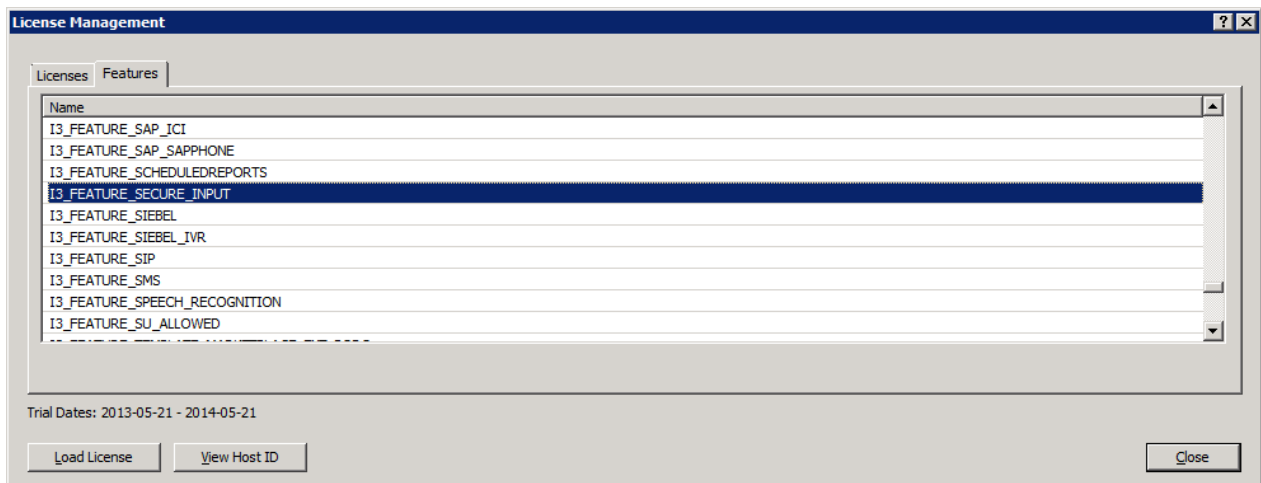 License Management
Licenses Features
Name
I3_FEATURE_SAP_ICI
I3_FEATURE_SAP_SAPPHONE
I3_FEATURE_SCHEDULEDREPORTS
I3_FEATURE_SECURE_INPUT
I3_FEATURE_SIEBEL
I3_FEATURE_SIEBEL_IVR
I3_FEATURE_SIP
I3_FEATURE_SMS
I3_FEATURE_SPEECH_RECOGNITION
I3_FEATURE_SU_ALLOWED
Trial Dates: 2013-05-21 - 2014-05-21
Load License View Host ID Close